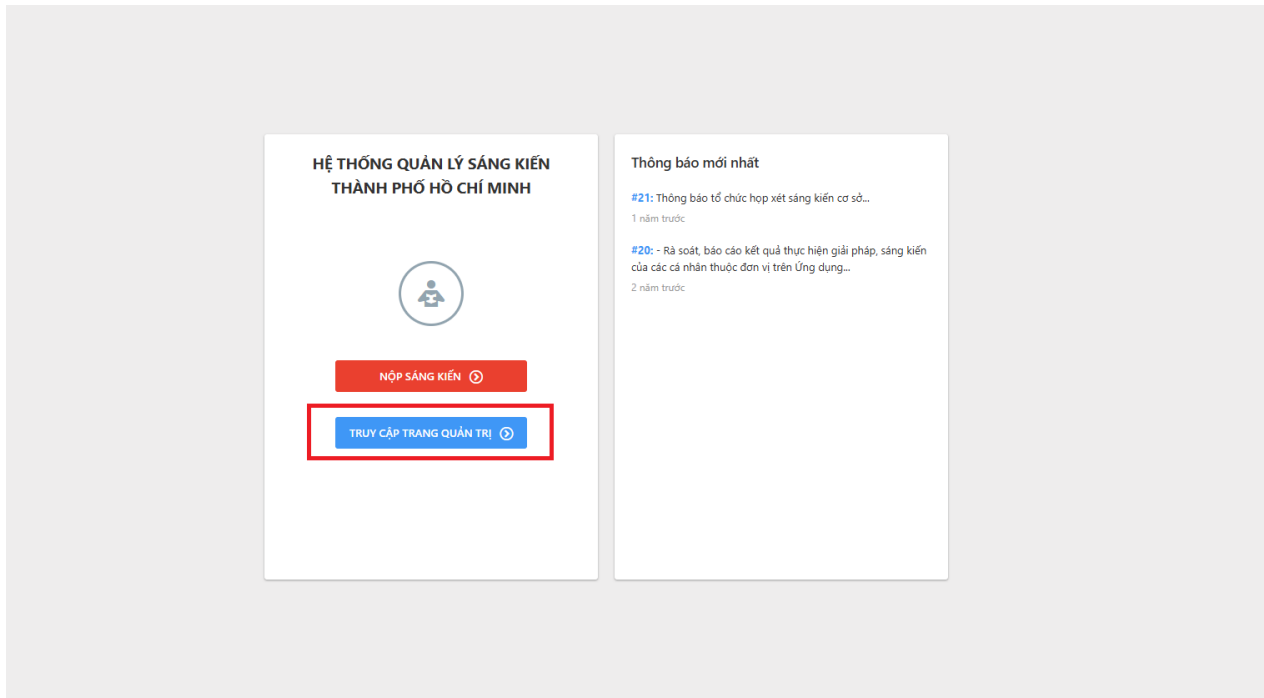 HỆ THỐNG QUẢN LÝ SÁNG KIẾN
THÀNH PHỐ HỒ CHÍ MINH
NỘP SÁNG KIẾN
TRUY CẬP TRANG QUẢN TRỊ
Thông báo mới nhất
#21: Thông báo tổ chức họp xét sáng kiến cơ sở...
1 năm trước
#20: - Rà soát, báo cáo kết quả thực hiện giải pháp, sáng kiến
của các cá nhân thuộc đơn vị trên Ứng dụng...
2 năm trước